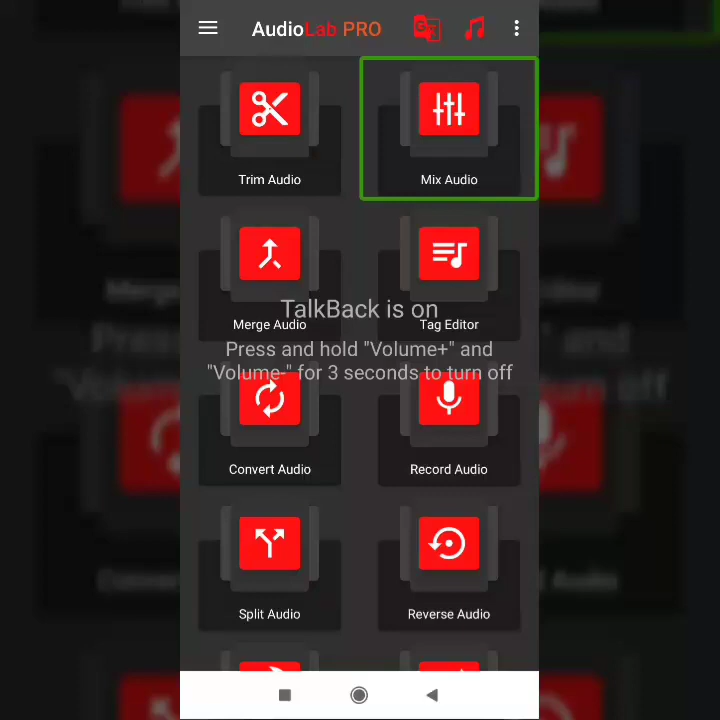 AudioLab PRO
Trim Audio
Mix Audio
Merge Audio
Tag Editor
TalkBack is on
Press and hold "Volume+" and
"Volume-" for 3 seconds to turn off
Convert Audio
Record Audio
Split Audio
Reverse Audio